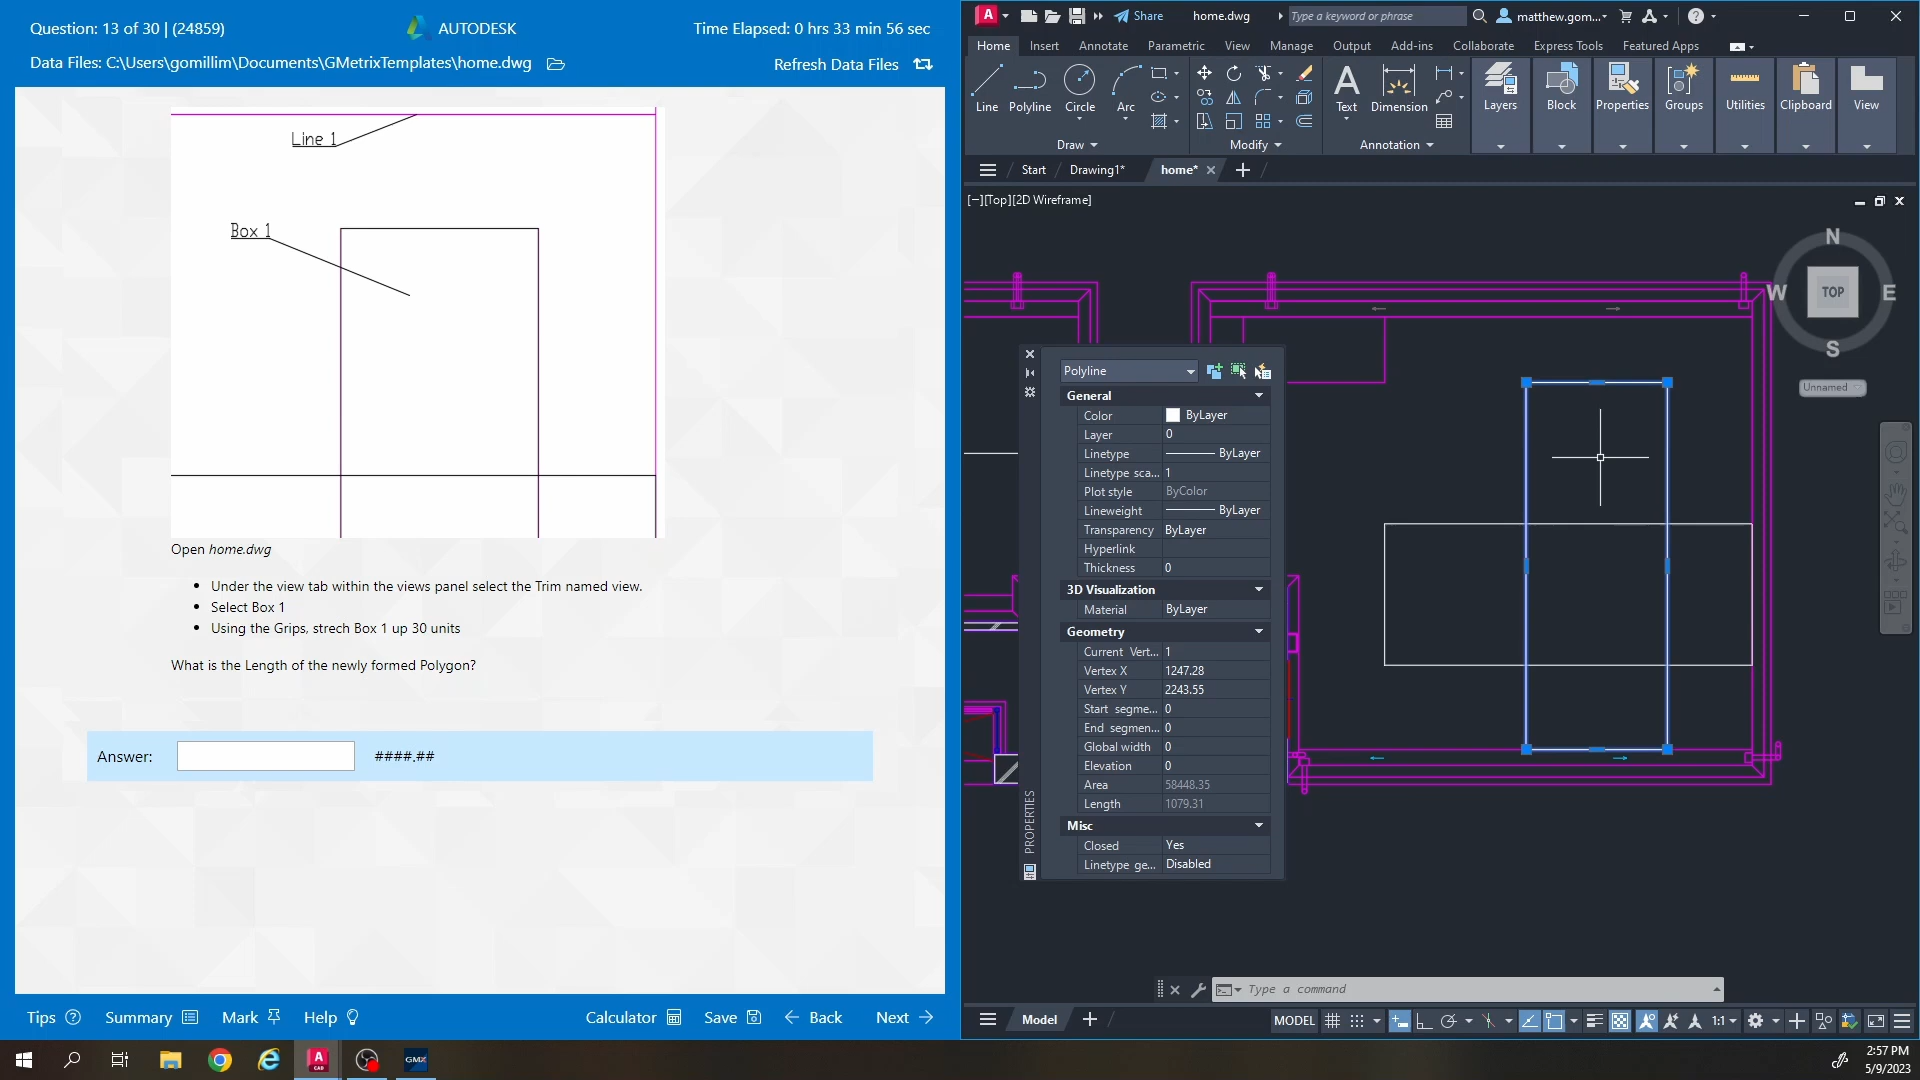 Question: 13 of 30 | (24859)
AUTODESK
Time Elapsed: 0 hrs 33 min 56 sec
Data Files: C:\Users\gomillim\Documents\GMetrixTemplates\home.dwg
Refresh Data Files
Line 1
Box 1
Open home.dwg
• Under the view tab within the views panel select the Trim named view.
• Select Box 1
• Using the Grips, strech Box 1 up 30 units
What is the Length of the newly formed Polygon?
Answer: ####.##
Tips
Summary
Mark
Help
Calculator
Save
Back
Next
A
Share
home.dwg
Type a keyword or phrase
matthew.gom...
Home Insert Annotate Parametric View Manage Output Add-ins Collaborate Express Tools Featured Apps
Line Polyline Circle Arc
Draw
Modify
Text Dimension
Annotation
Layers Block Properties Groups Utilities Clipboard View
Start Drawing1* home*
[−][Top][2D Wireframe]
N
W TOP E
S
Unnamed
Polyline
General
Color ByLayer
Layer 0
Linetype ByLayer
Linetype sca... 1
Plot style ByColor
Lineweight ByLayer
Transparency ByLayer
Hyperlink
Thickness 0
3D Visualization
Material ByLayer
Geometry
Current Vert... 1
Vertex X 1247.28
Vertex Y 2243.55
Start segme... 0
End segmen... 0
Global width 0
Elevation 0
Area 58448.35
Length 1079.31
Misc
Closed Yes
Linetype ge... Disabled
PROPERTIES
Type a command
Model
MODEL
1:1
A
CAD
GMX
2:57 PM
5/9/2023